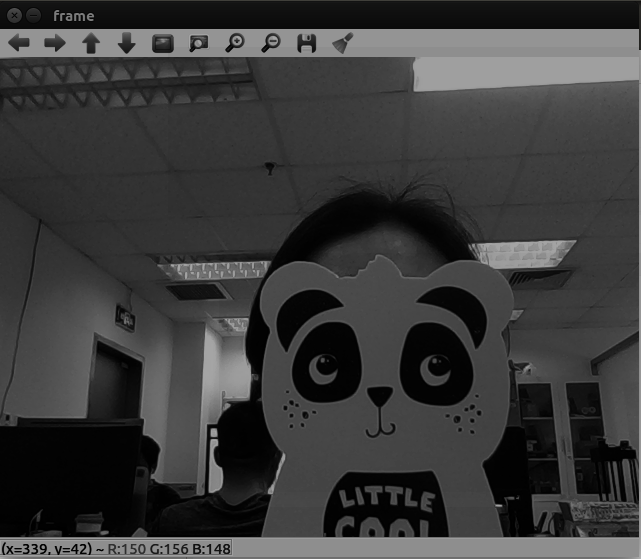 frame
LITTLE
COOL
(x=339, y=42) ~ R:150 G:156 B:148